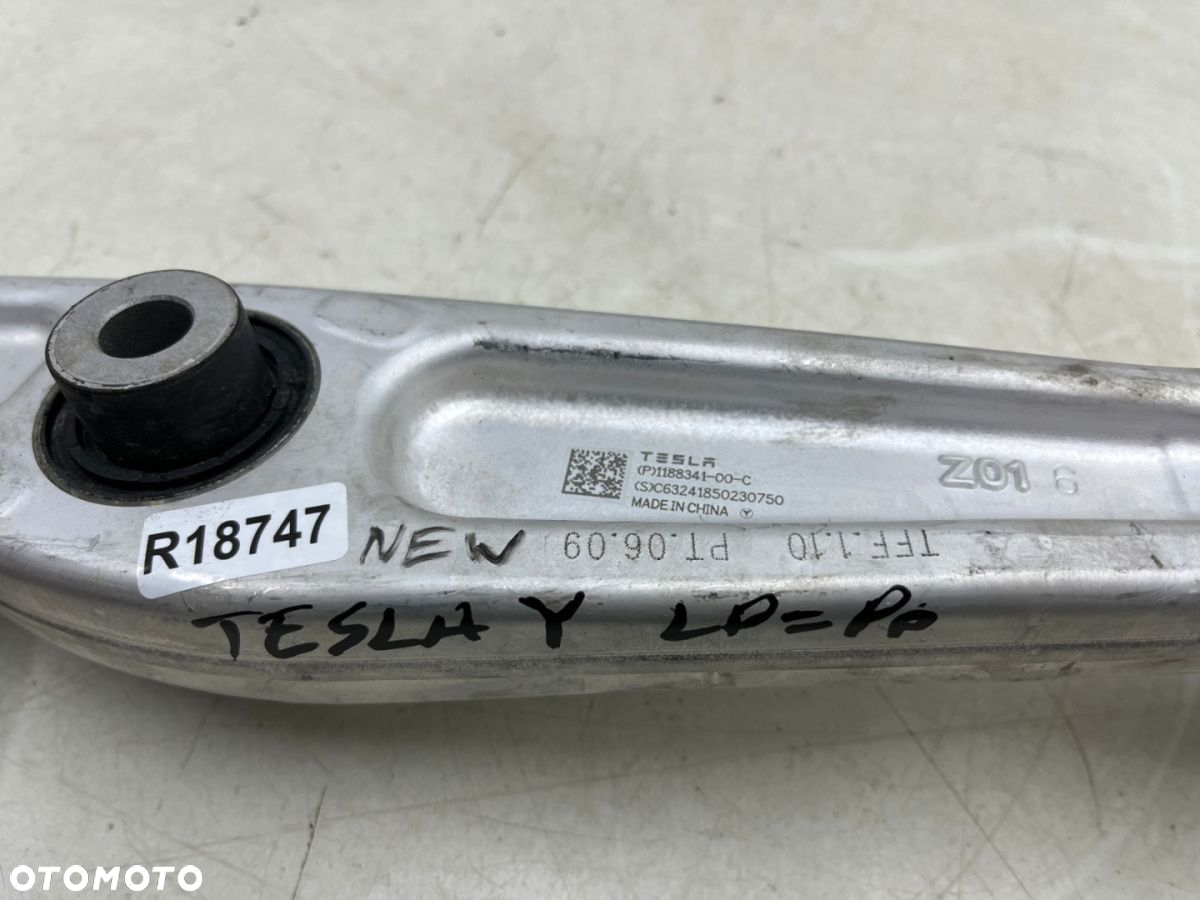 TESLA
(P)1188341-00-C
(S)C63241850230750
MADE IN CHINA
Z01 6
R18747
NEW
TFF.1.10 PT.06.09
TESLA Y LP=PP
OTOMOTO